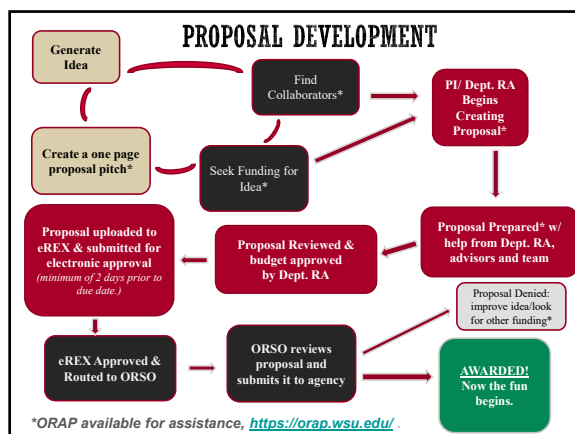 PROPOSAL DEVELOPMENT
Generate
Idea
Find
Collaborators*
PI/ Dept. RA
Begins
Creating
Proposal*
Create a one page
proposal pitch*
Seek Funding for
Idea*
Proposal uploaded to
eREX & submitted for
electronic approval
(minimum of 2 days prior to
due date.)
Proposal Reviewed &
budget approved
by Dept. RA
Proposal Prepared* w/
help from Dept. RA,
advisors and team
Proposal Denied:
improve idea/look
for other funding*
eREX Approved &
Routed to ORSO
ORSO reviews
proposal and
submits it to agency
AWARDED!
Now the fun
begins.
*ORAP available for assistance, https://orap.wsu.edu/ .